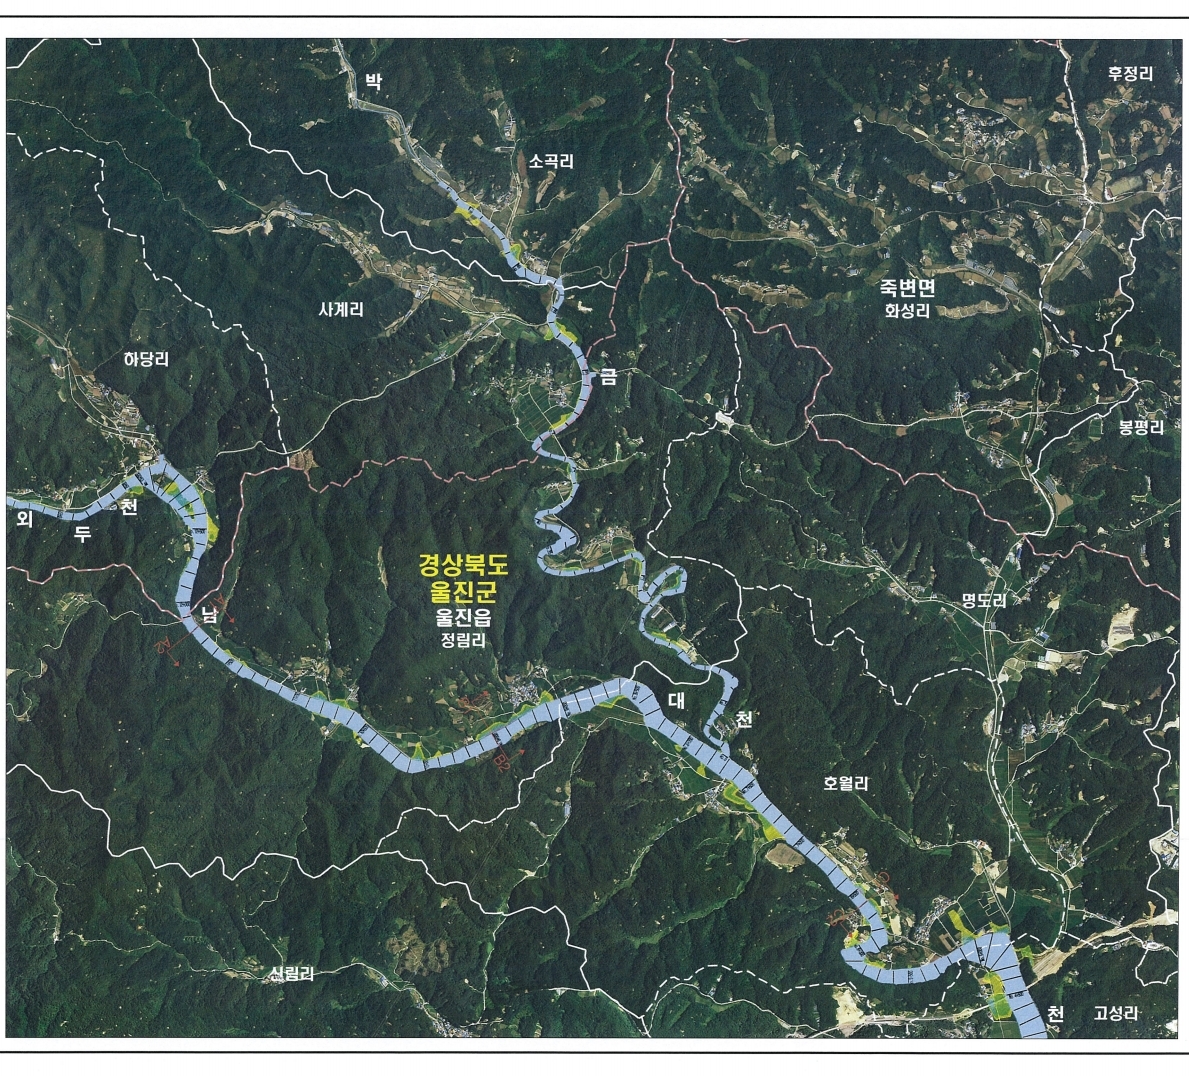 후정리
박
소곡리
죽변면
화성리
사계리
하당리
금
봉평리
외
두
천
경상북도
울진군
울진읍
정림리
남
명도리
대
천
호월리
신림리
천
고성리